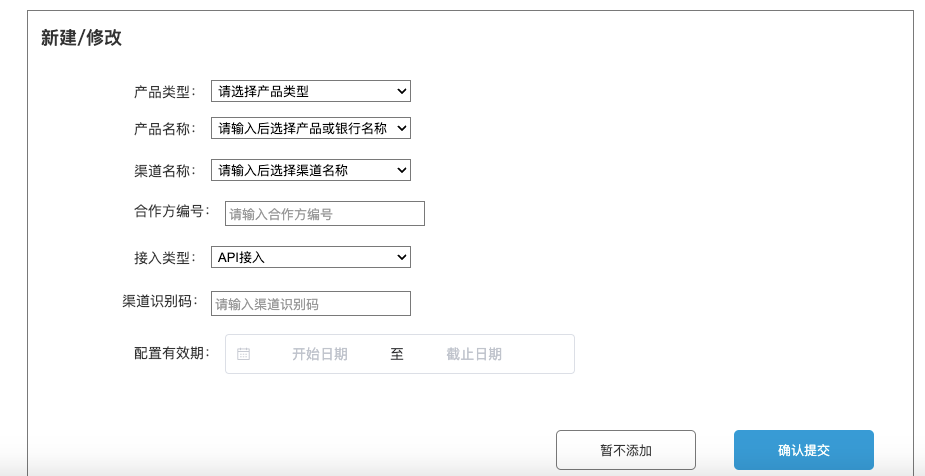 新建/修改
产品类型： 请选择产品类型
产品名称： 请输入后选择产品或银行名称
渠道名称： 请输入后选择渠道名称
合作方编号： 请输入合作方编号
接入类型： API接入
渠道识别码： 请输入渠道识别码
配置有效期： 开始日期 至 截止日期
暂不添加 确认提交